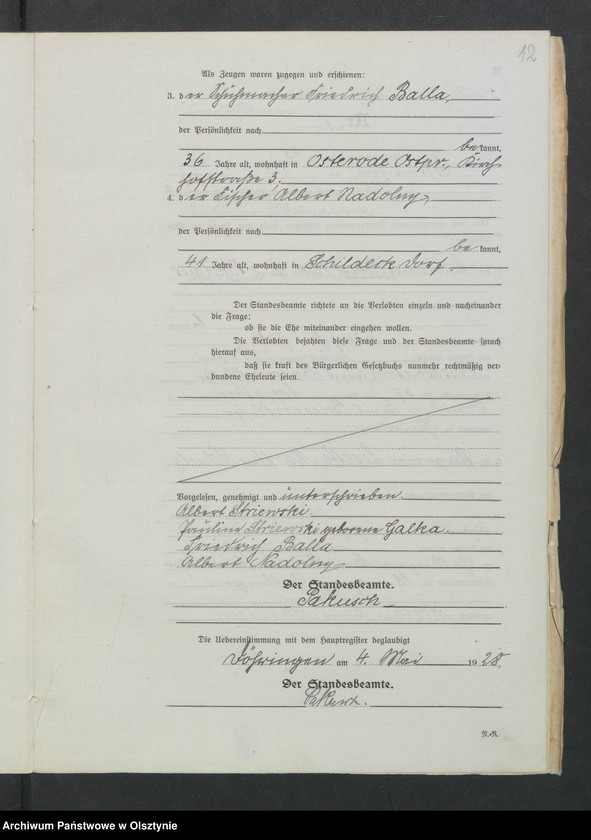 12
Als Zeugen waren zugegen und erschienen:
3. der Schuhmacher Friedrich Balla,
der Persönlichkeit nach
bekannt,
36 Jahre alt, wohnhaft in Osterode Ostpr., Kirch-
hofstraße 3.
4. der Fischer Albert Nadolny,
der Persönlichkeit nach
bekannt,
41 Jahre alt, wohnhaft in Schildeck Dorf.
Der Standesbeamte richtete an die Verlobten einzeln und nacheinander
die Frage:
ob sie die Ehe miteinander eingehen wollen.
Die Verlobten bejahten diese Frage und der Standesbeamte sprach
hierauf aus,
daß sie kraft des Bürgerlichen Gesetzbuchs nunmehr rechtmäßig ver-
bundene Eheleute seien.
Vorgelesen, genehmigt und unterschrieben.
Albert Striewski
Pauline Striewski geborene Galka.
Friedrich Balla
Albert Nadolny
Der Standesbeamte.
Pakusch
Die Uebereinstimmung mit dem Hauptregister beglaubigt
Döhringen am 4. Mai 1928.
Der Standesbeamte.
R.-R.
Archiwum Państwowe w Olsztynie